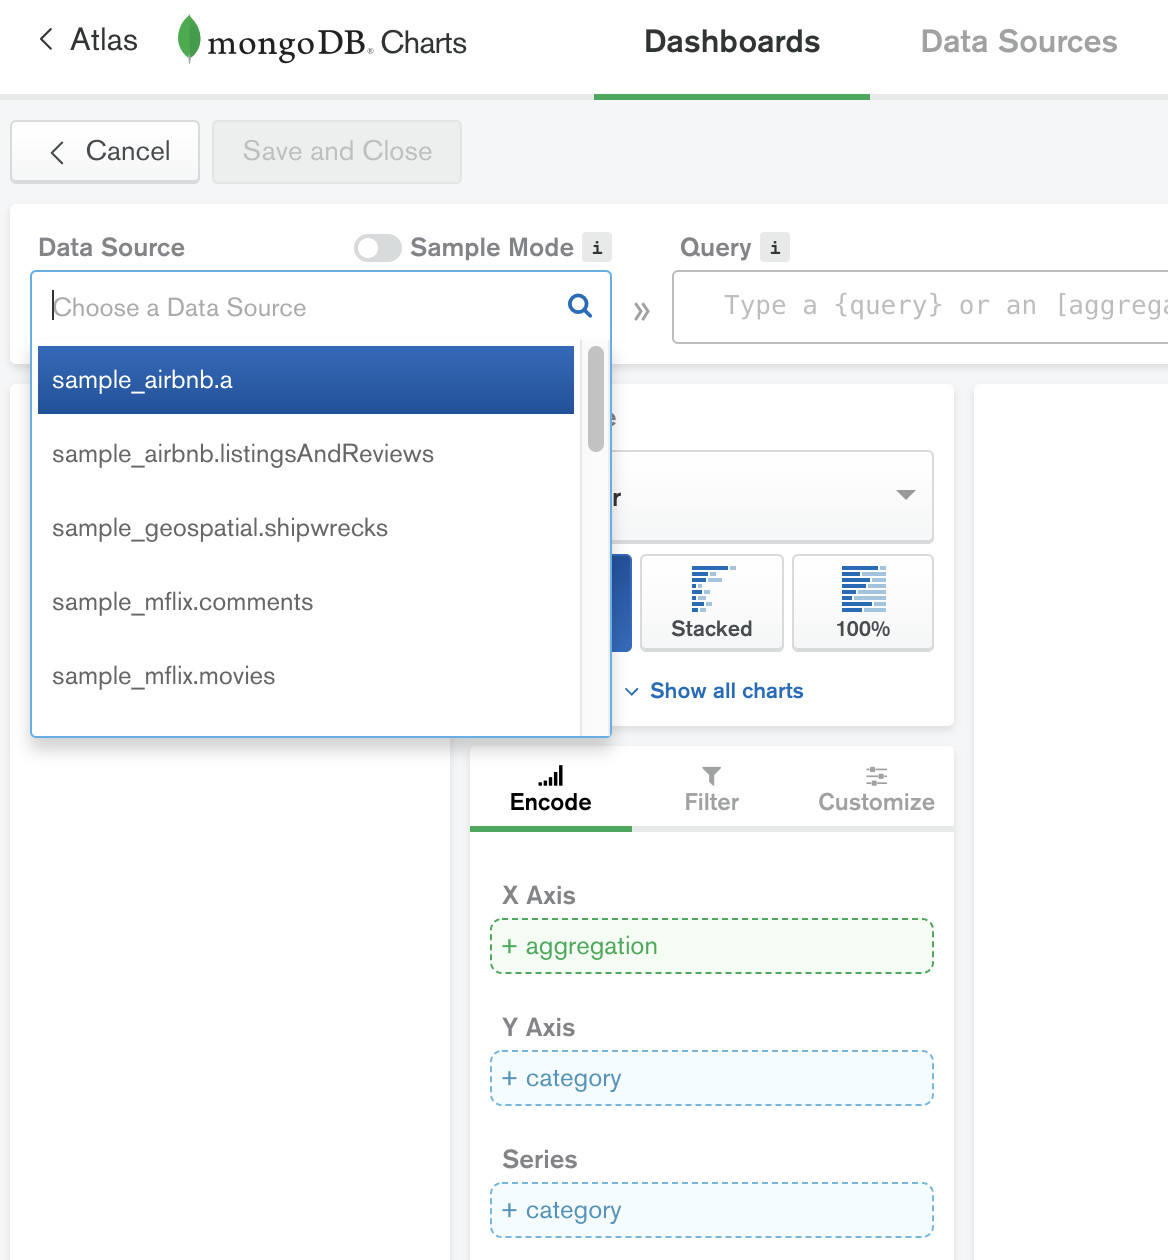 Atlas
mongoDB® Charts
Dashboards
Data Sources
Cancel
Save and Close
Data Source
Sample Mode
i
Query
i
Choose a Data Source
Type a {query} or an [aggrega
sample_airbnb.a
sample_airbnb.listingsAndReviews
sample_geospatial.shipwrecks
sample_mflix.comments
sample_mflix.movies
Stacked
100%
Show all charts
Encode
Filter
Customize
X Axis
+ aggregation
Y Axis
+ category
Series
+ category